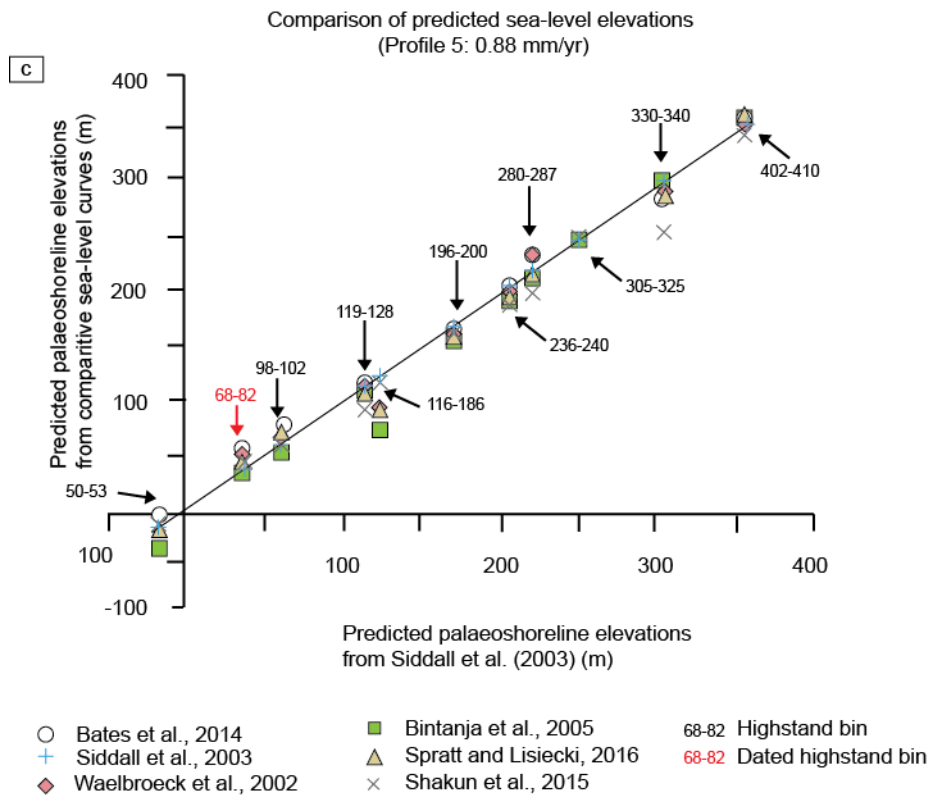 Comparison of predicted sea-level elevations
(Profile 5: 0.88 mm/yr)
c
Predicted palaeoshoreline elevations
from comparitive sea-level curves (m)
400
300
200
100
100
-100
330-340
402-410
280-287
305-325
196-200
236-240
119-128
98-102
116-186
68-82
50-53
100
200
300
400
Predicted palaeoshoreline elevations
from Siddall et al. (2003) (m)
Bates et al., 2014
Siddall et al., 2003
Waelbroeck et al., 2002
Bintanja et al., 2005
Spratt and Lisiecki, 2016
Shakun et al., 2015
68-82 Highstand bin
68-82 Dated highstand bin